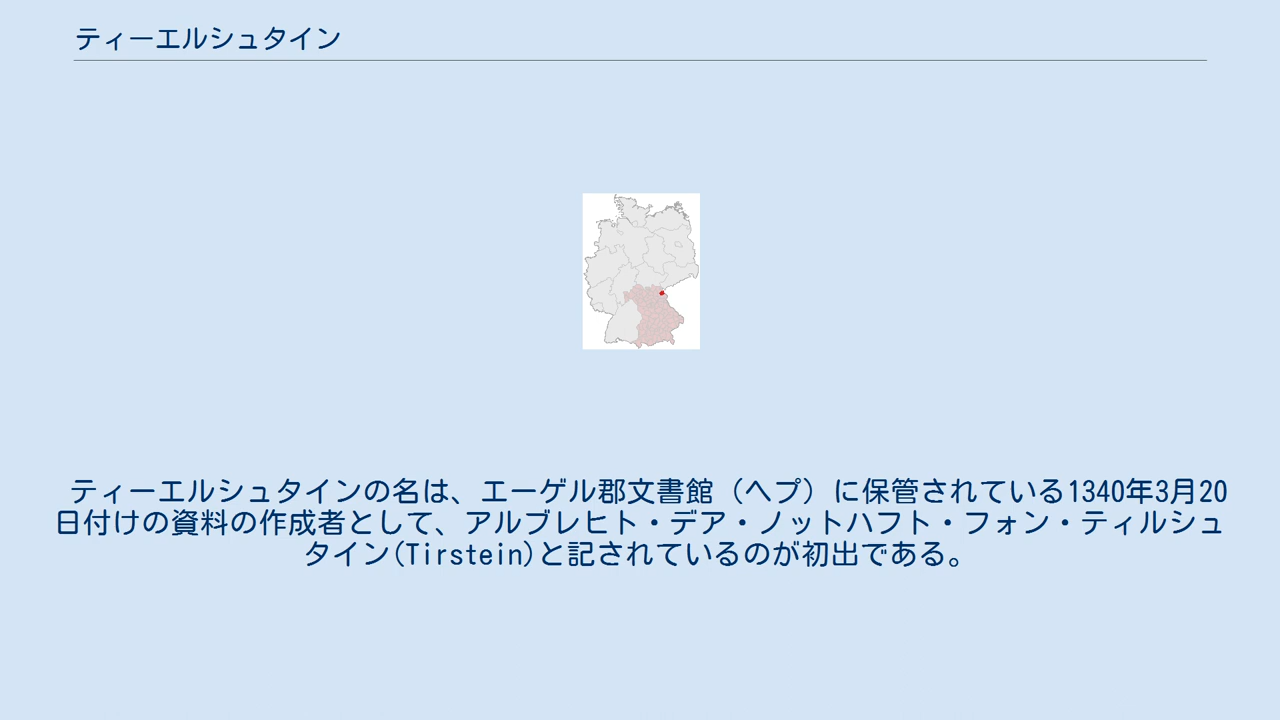 ティーエルシュタイン
ティーエルシュタインの名は、エーゲル郡文書館（ヘプ）に保管されている1340年3月20
日付けの資料の作成者として、アルブレヒト・デア・ノットハフト・フォン・ティルシュ
タイン(Tirstein)と記されているのが初出である。